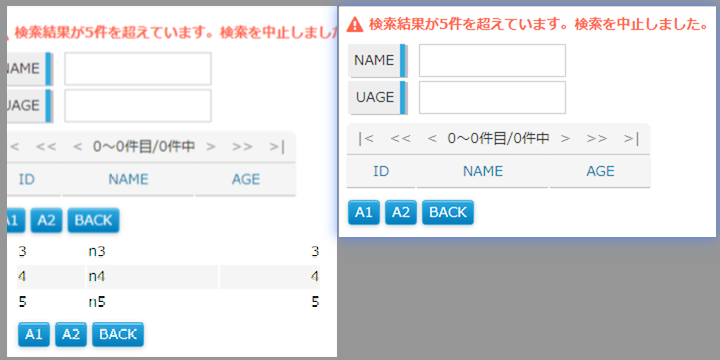 検索結果が5件を超えています。検索を中止しました
NAME
UAGE
< << < 0～0件目/0件中 > >> >|
ID NAME AGE
A1 A2 BACK
3 n3 3
4 n4 4
5 n5 5
A1 A2 BACK
検索結果が5件を超えています。検索を中止しました。
NAME
UAGE
|< << < 0～0件目/0件中 > >> >|
ID NAME AGE
A1 A2 BACK